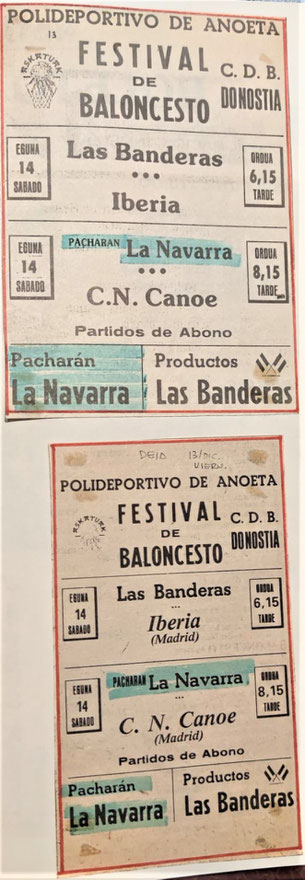 POLIDEPORTIVO DE ANOETA
13
ASKATUAK
FESTIVAL
DE
BALONCESTO
C. D. B.
DONOSTIA
EGUNA
14
SABADO
Las Banderas
•••
Iberia
ORDUA
6,15
TARDE
EGUNA
14
SABADO
PACHARAN La Navarra
•••
C.N. Canoe
ORDUA
8,15
TARDE
Partidos de Abono
Pacharán
La Navarra
Productos
Las Banderas
DEIA 13/DIC.
VIERN.
POLIDEPORTIVO DE ANOETA
ASKATUAK
FESTIVAL
DE
BALONCESTO
C. D. B.
DONOSTIA
EGUNA
14
SABADO
Las Banderas
...
Iberia
(Madrid)
ORDUA
6,15
TARDE
EGUNA
14
SABADO
PACHARAN La Navarra
...
C. N. Canoe
(Madrid)
ORDUA
8,15
TARDE
Partidos de Abono
Pacharán
La Navarra
Productos
Las Banderas